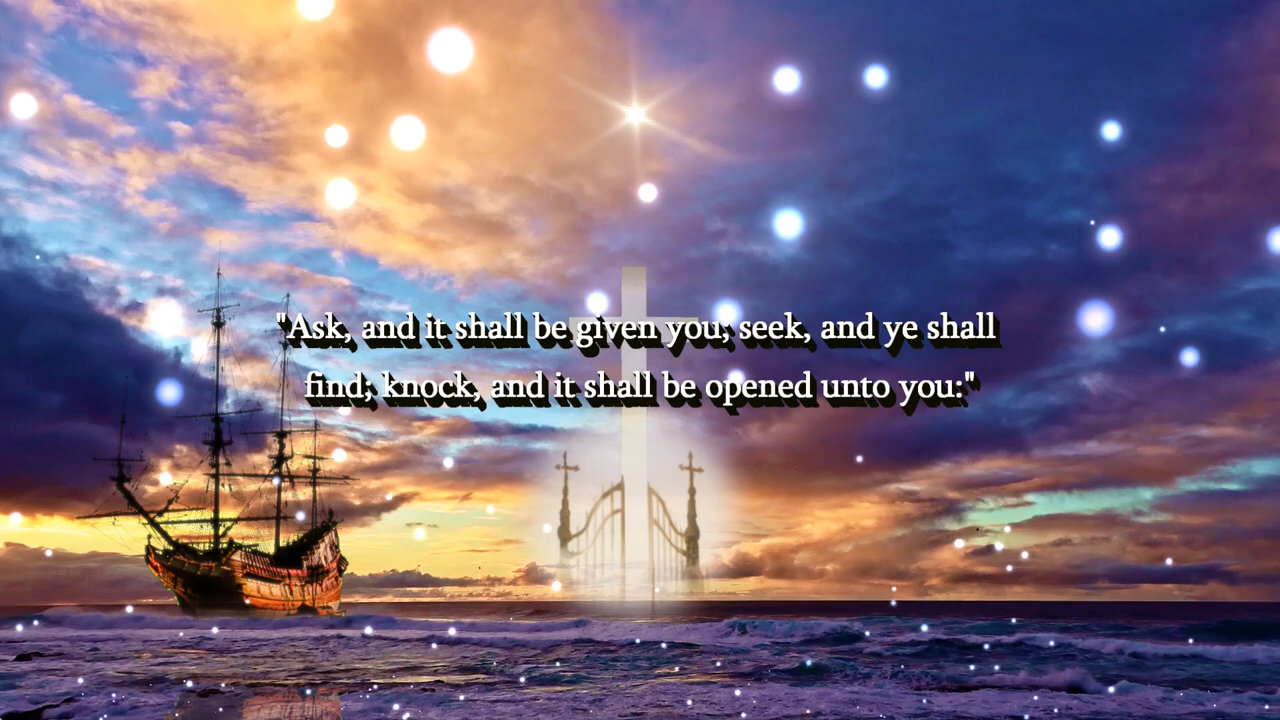 "Ask, and it shall be given you; seek, and ye shall
find; knock, and it shall be opened unto you:"